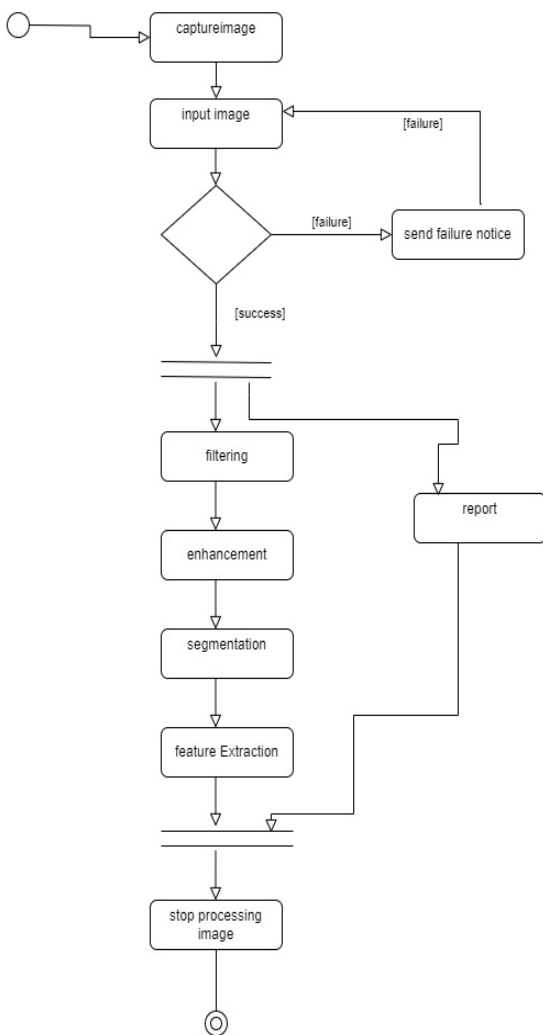 captureimage
input image
[failure]
[failure]
send failure notice
[success]
filtering
report
enhancement
segmentation
feature Extraction
stop processing
image